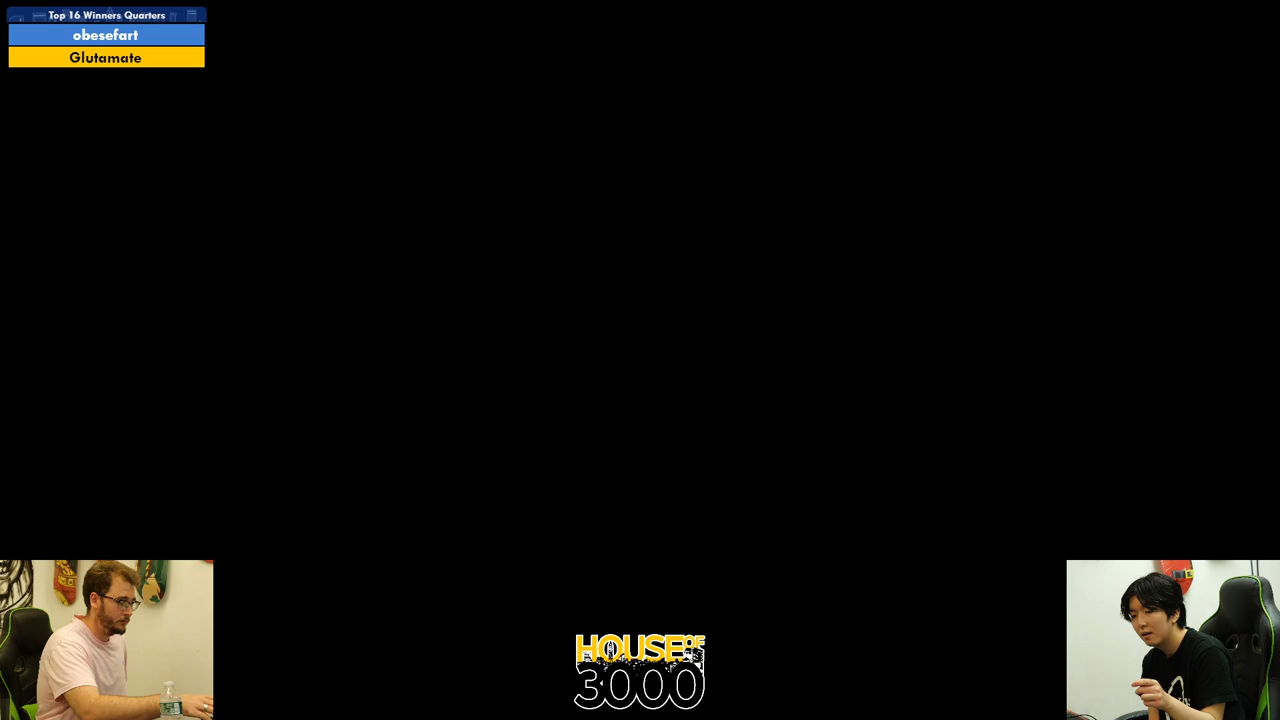 Top 16 Winners Quarters
obesefart
Glutamate
HOUSE OF
3000